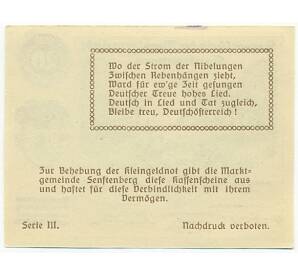 Wo der Strom der Nibelungen
Zwischen Rebenhängen zieht,
Ward für ew'ge Zeit gesungen
Deutscher Treue hohes Lied.
Deutsch in Lied und Tat zugleich,
Bleibe treu, Deutschösterreich !
Zur Behebung der Kleingeldnot gibt die Markt-
gemeinde Senftenberg diese Kassenscheine aus
und haftet für diese Verbindlichkeit mit ihrem
Vermögen.
Serie III. Nachdruck verboten.